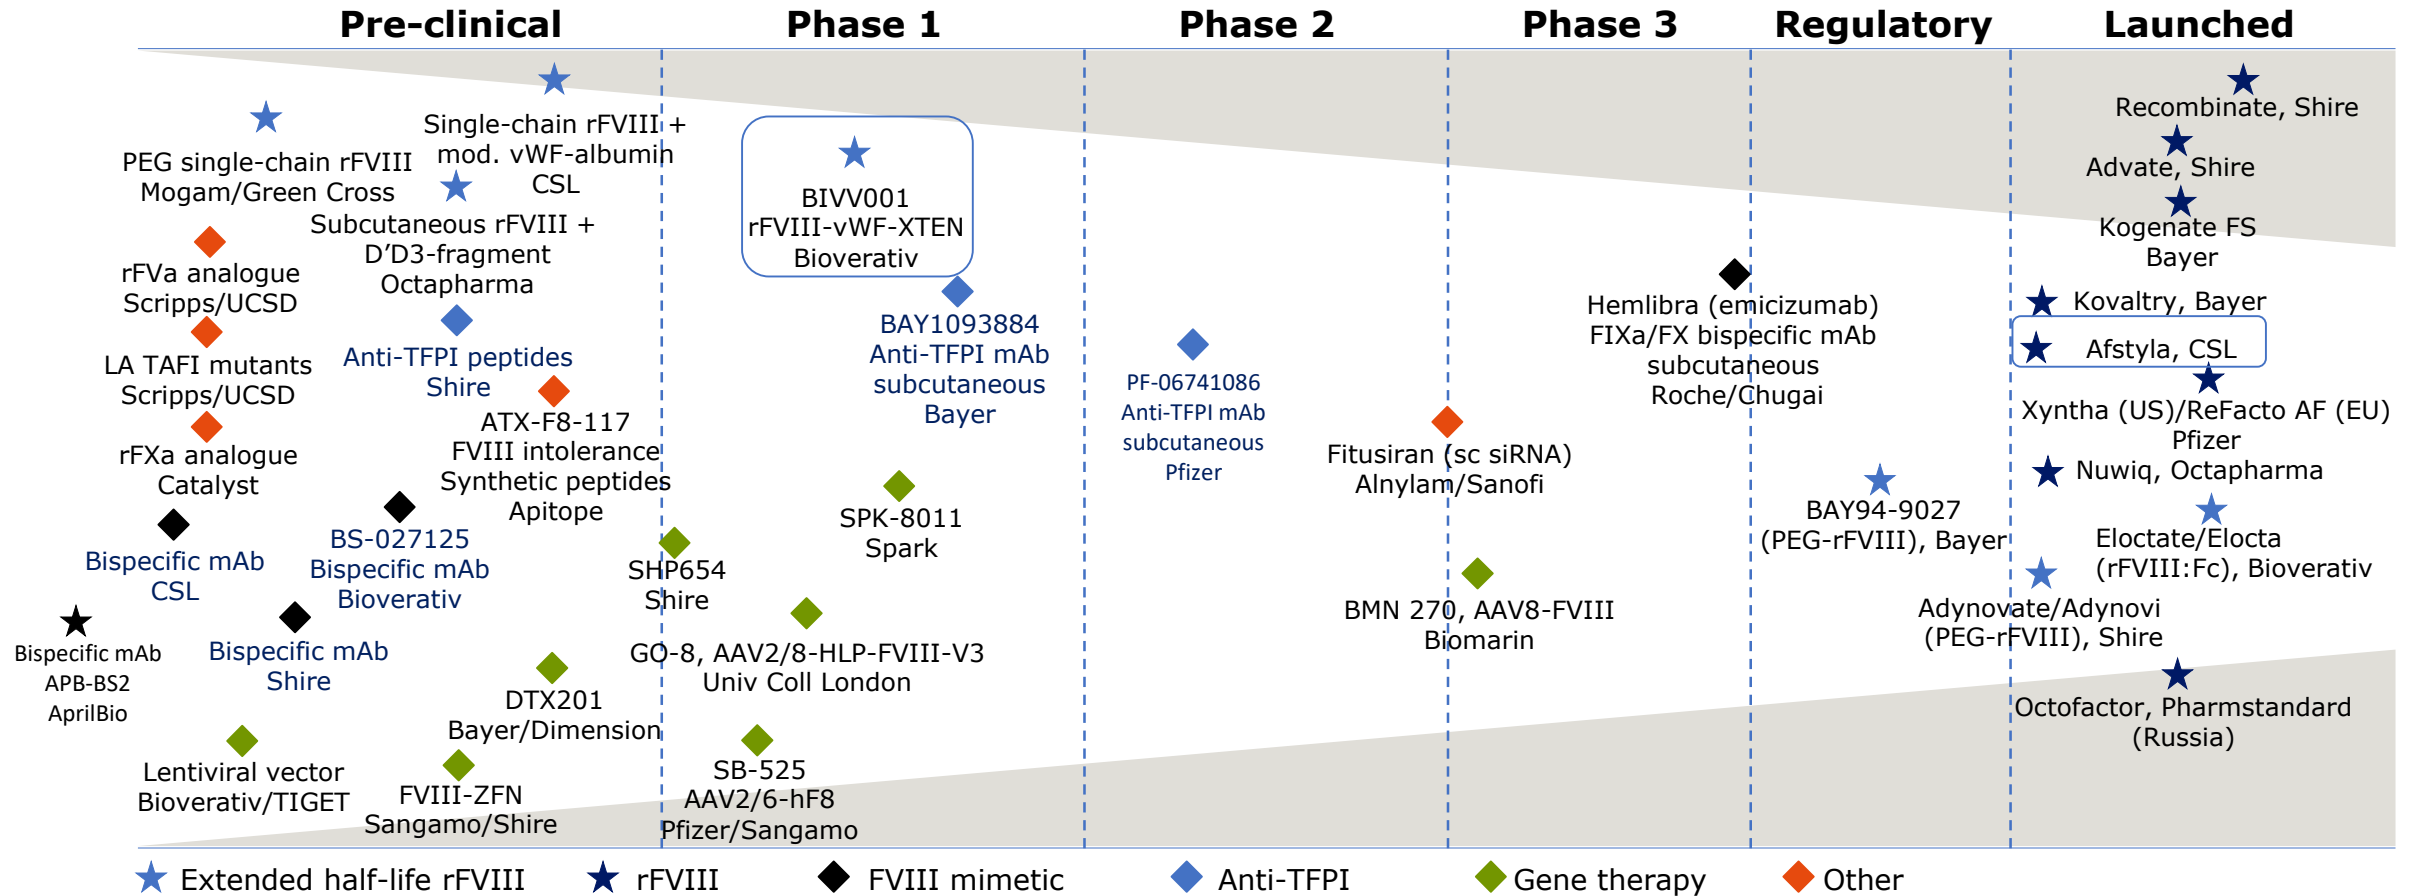 Pre-clinical
Phase 1
Phase 2
Phase 3
Regulatory
Launched
PEG single-chain rFVIII
Mogam/Green Cross
Single-chain rFVIII +
mod. vWF-albumin
CSL
Subcutaneous rFVIII +
D’D3-fragment
Octapharma
rFVa analogue
Scripps/UCSD
LA TAFI mutants
Scripps/UCSD
Anti-TFPI peptides
Shire
ATX-F8-117
FVIII intolerance
Synthetic peptides
Apitope
rFXa analogue
Catalyst
Bispecific mAb
CSL
BS-027125
Bispecific mAb
Bioverativ
Bispecific mAb
APB-BS2
AprilBio
Bispecific mAb
Shire
DTX201
Bayer/Dimension
Lentiviral vector
Bioverativ/TIGET
FVIII-ZFN
Sangamo/Shire
BIVV001
rFVIII-vWF-XTEN
Bioverativ
BAY1093884
Anti-TFPI mAb
subcutaneous
Bayer
SPK-8011
Spark
SHP654
Shire
GO-8, AAV2/8-HLP-FVIII-V3
Univ Coll London
SB-525
AAV2/6-hF8
Pfizer/Sangamo
PF-06741086
Anti-TFPI mAb
subcutaneous
Pfizer
Fitusiran (sc siRNA)
Alnylam/Sanofi
Hemlibra (emicizumab)
FIXa/FX bispecific mAb
subcutaneous
Roche/Chugai
BMN 270, AAV8-FVIII
Biomarin
BAY94-9027
(PEG-rFVIII), Bayer
Recombinate, Shire
Advate, Shire
Kogenate FS
Bayer
Kovaltry, Bayer
Afstyla, CSL
Xyntha (US)/ReFacto AF (EU)
Pfizer
Nuwiq, Octapharma
Eloctate/Elocta
(rFVIII:Fc), Bioverativ
Adynovate/Adynovi
(PEG-rFVIII), Shire
Octofactor, Pharmstandard
(Russia)
Extended half-life rFVIII
rFVIII
FVIII mimetic
Anti-TFPI
Gene therapy
Other